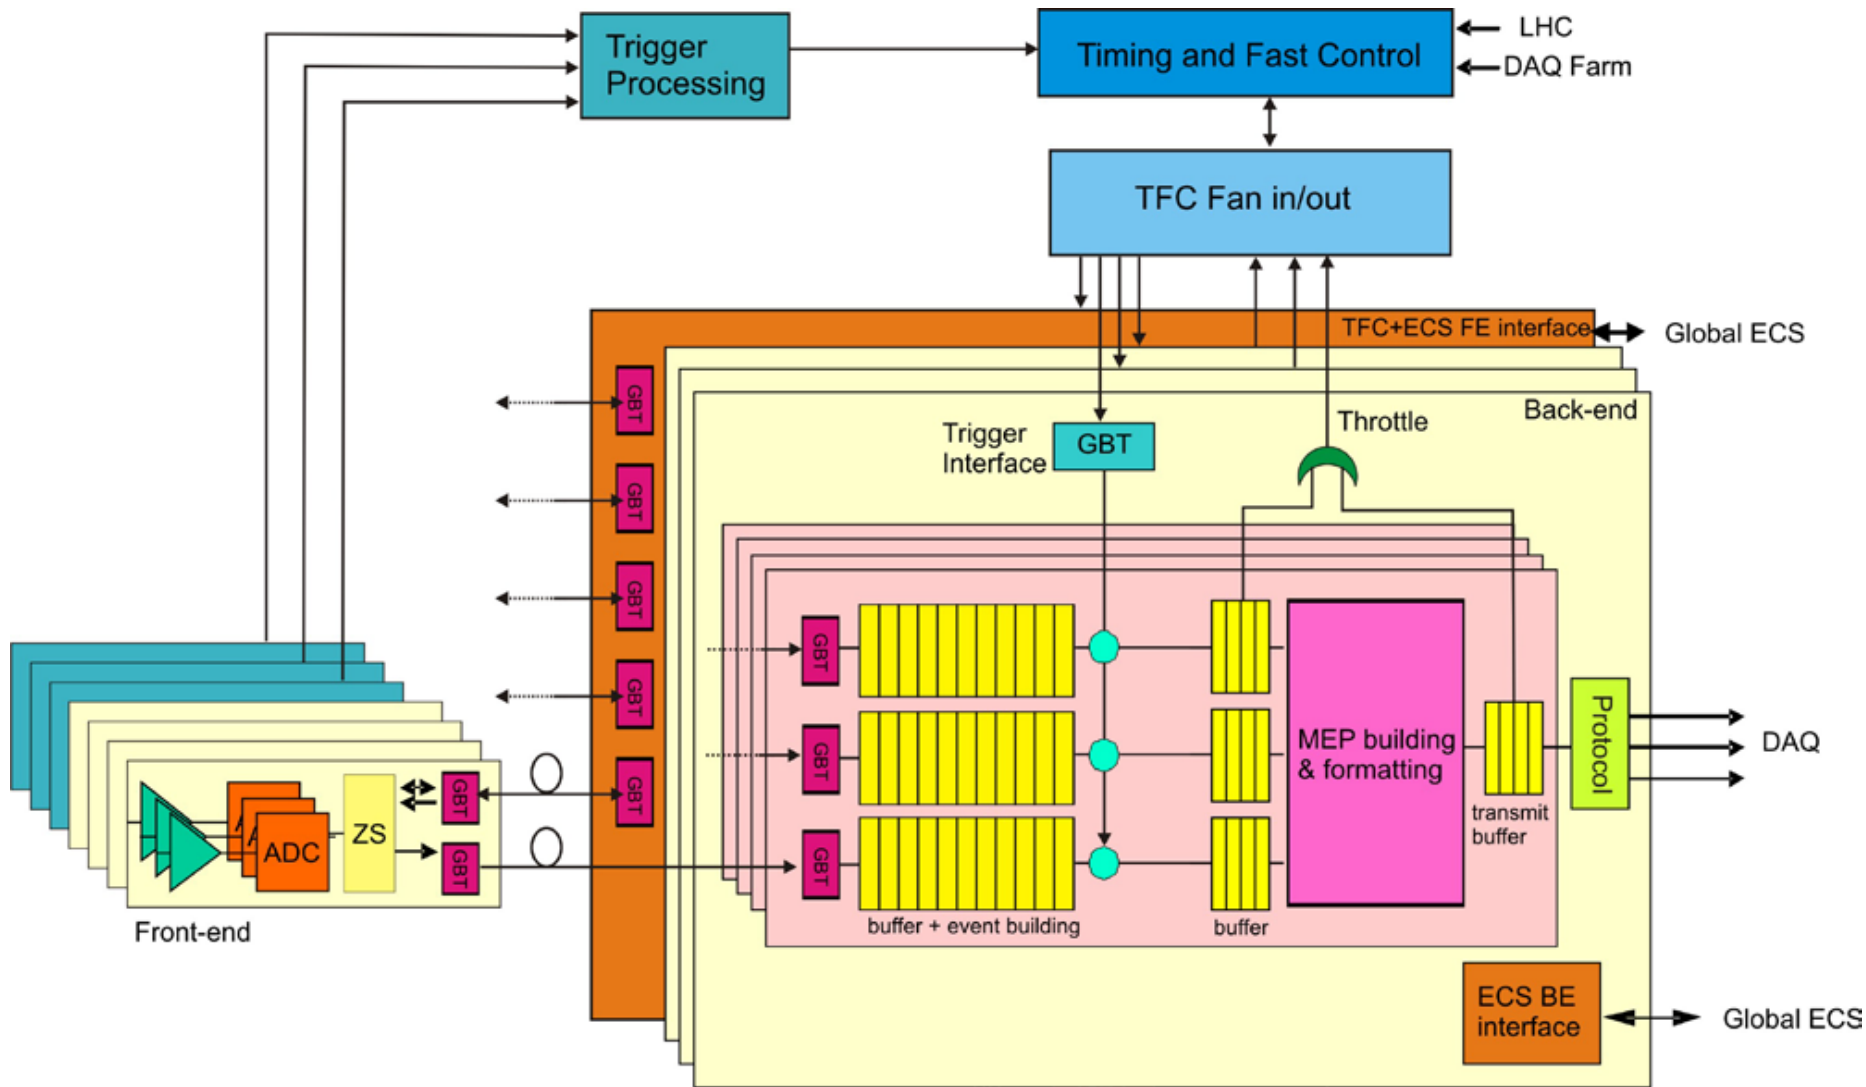 Trigger
Processing
Timing and Fast Control
LHC
DAQ Farm
TFC Fan in/out
TFC+ECS FE interface
Global ECS
Back-end
Throttle
Trigger
Interface
GBT
GBT
GBT
GBT
GBT
GBT
GBT
GBT
GBT
MEP building
& formatting
transmit
buffer
Protocol
DAQ
A
A
ADC
ZS
GBT
GBT
Front-end
buffer + event building
buffer
ECS BE
interface
Global ECS